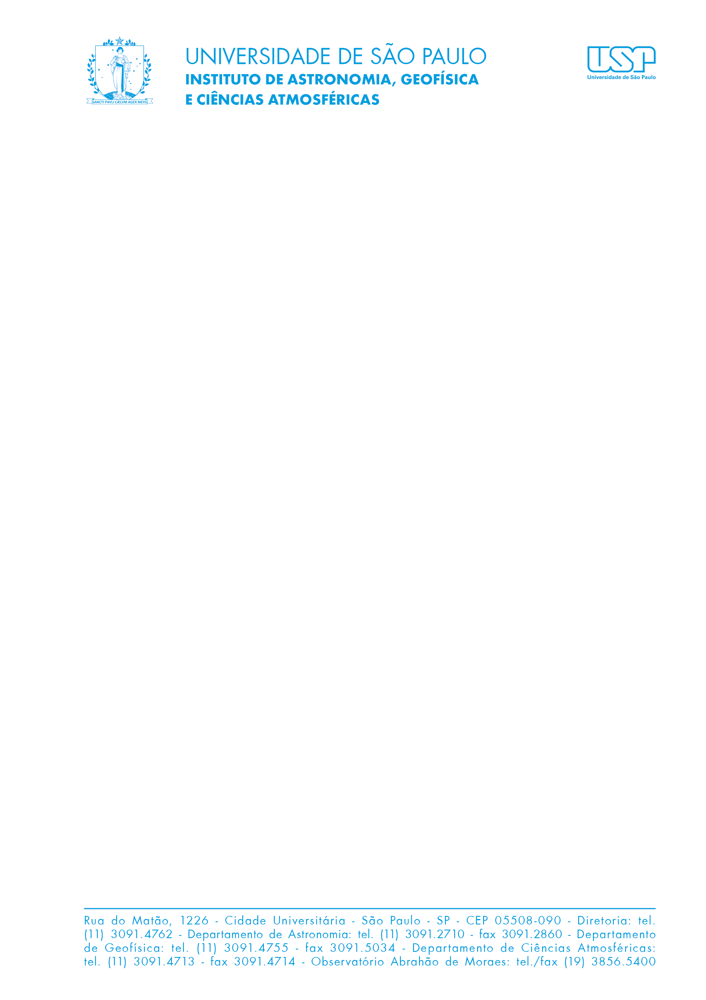 UNIVERSIDADE DE SÃO PAULO
INSTITUTO DE ASTRONOMIA, GEOFÍSICA
E CIÊNCIAS ATMOSFÉRICAS
SANCTI PAVLI CÆLVM AGER MEVS
USP
Universidade de São Paulo
Rua do Matão, 1226 - Cidade Universitária - São Paulo - SP - CEP 05508-090 - Diretoria: tel.
(11) 3091.4762 - Departamento de Astronomia: tel. (11) 3091.2710 - fax 3091.2860 - Departamento
de Geofísica: tel. (11) 3091.4755 - fax 3091.5034 - Departamento de Ciências Atmosféricas:
tel. (11) 3091.4713 - fax 3091.4714 - Observatório Abrahão de Moraes: tel./fax (19) 3856.5400